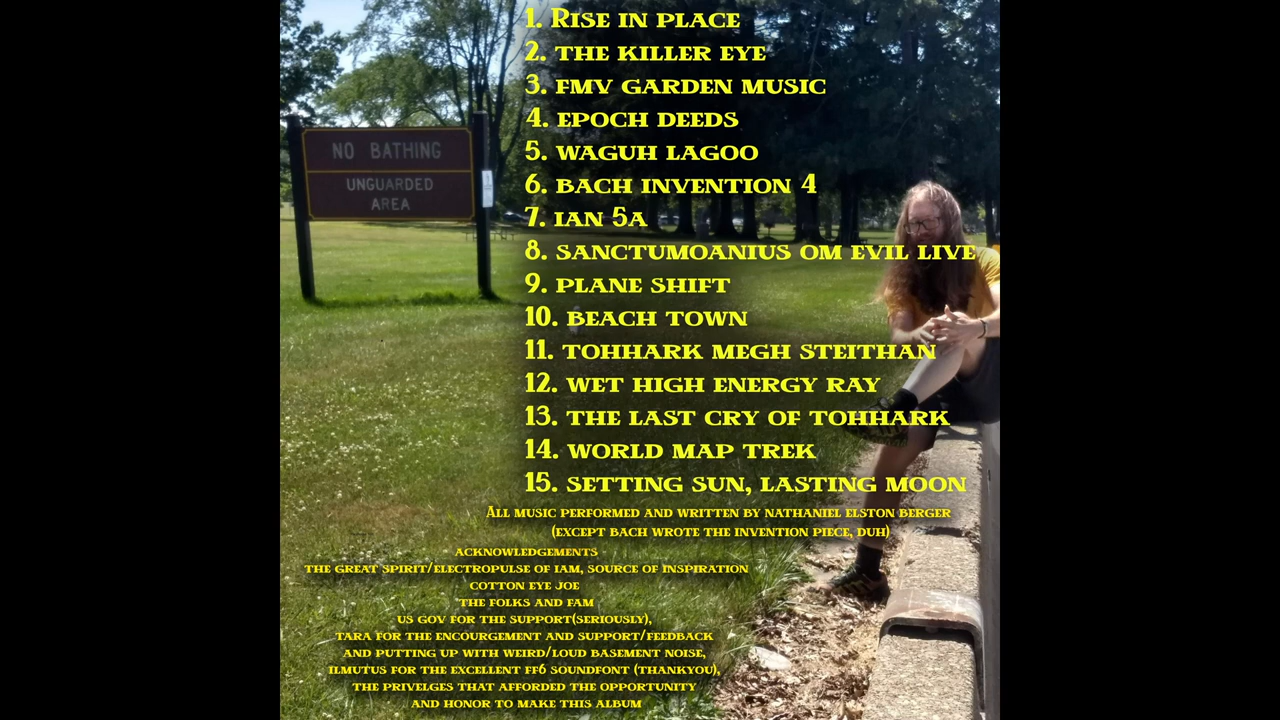 NO BATHING
UNGUARDED
AREA
1. RISE IN PLACE
2. THE KILLER EYE
3. FMV GARDEN MUSIC
4. EPOCH DEEDS
5. WAGUH LAGOO
6. BACH INVENTION 4
7. IAN 5A
8. SANCTUMOANIUS OM EVIL LIVE
9. PLANE SHIFT
10. BEACH TOWN
11. TOHHARK MEGH STEITHAN
12. WET HIGH ENERGY RAY
13. THE LAST CRY OF TOHHARK
14. WORLD MAP TREK
15. SETTING SUN, LASTING MOON
ALL MUSIC PERFORMED AND WRITTEN BY NATHANIEL ELSTON BERGER
(EXCEPT BACH WROTE THE INVENTION PIECE, DUH)
ACKNOWLEDGEMENTS
THE GREAT SPIRIT/ELECTROPULSE OF IAM, SOURCE OF INSPIRATION
COTTON EYE JOE
THE FOLKS AND FAM
US GOV FOR THE SUPPORT(SERIOUSLY),
TARA FOR THE ENCOURGEMENT AND SUPPORT/FEEDBACK
AND PUTTING UP WITH WEIRD/LOUD BASEMENT NOISE,
ILMUTUS FOR THE EXCELLENT FF6 SOUNDFONT (THANKYOU),
THE PRIVELGES THAT AFFORDED THE OPPORTUNITY
AND HONOR TO MAKE THIS ALBUM